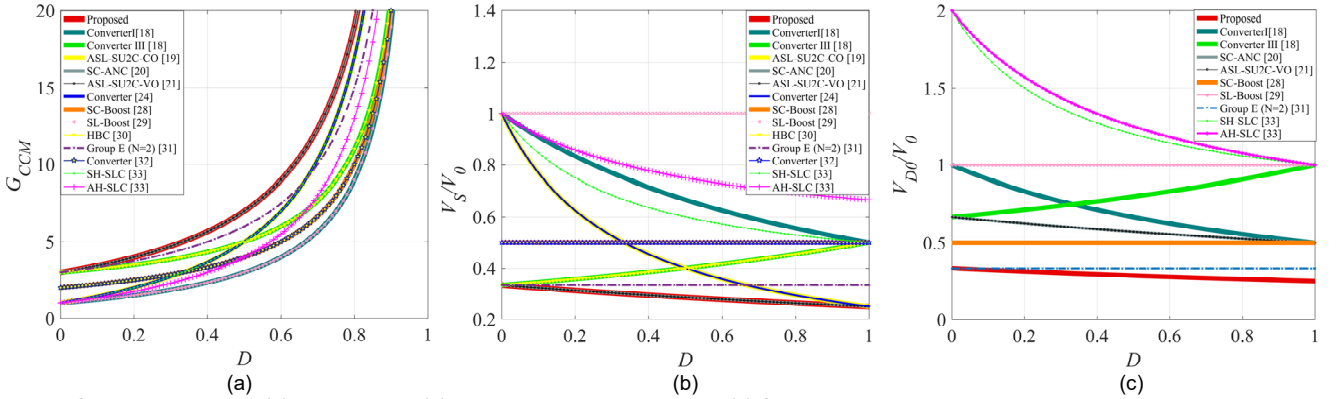 20
15
10
5
0
G_CCM
0
0.2
0.4
0.6
0.8
1
D
(a)
Proposed
ConverterI[18]
Converter III [18]
ASL-SU2C-CO [19]
SC-ANC [20]
ASL-SU2C-VO [21]
Converter [24]
SC-Boost [28]
SL-Boost [29]
HBC [30]
Group E (N=2) [31]
Converter [32]
SH-SLC [33]
AH-SLC [33]
1.4
1.2
1
0.8
0.6
0.4
0.2
V_S/V_0
0
0.2
0.4
0.6
0.8
1
D
(b)
Proposed
ConverterI[18]
Converter III [18]
ASL-SU2C-CO [19]
SC-ANC [20]
ASL-SU2C-VO [21]
Converter [24]
SC-Boost [28]
SL-Boost [29]
HBC [30]
Group E (N=2) [31]
Converter [32]
SH-SLC [33]
AH-SLC [33]
2
1.5
1
0.5
0
V_D0/V_0
0
0.2
0.4
0.6
0.8
1
D
(c)
Proposed
ConverterI[18]
Converter III [18]
SC-ANC [20]
ASL-SU2C-VO [21]
SC-Boost [28]
SL-Boost [29]
Group E (N=2) [31]
SH-SLC [33]
AH-SLC [33]